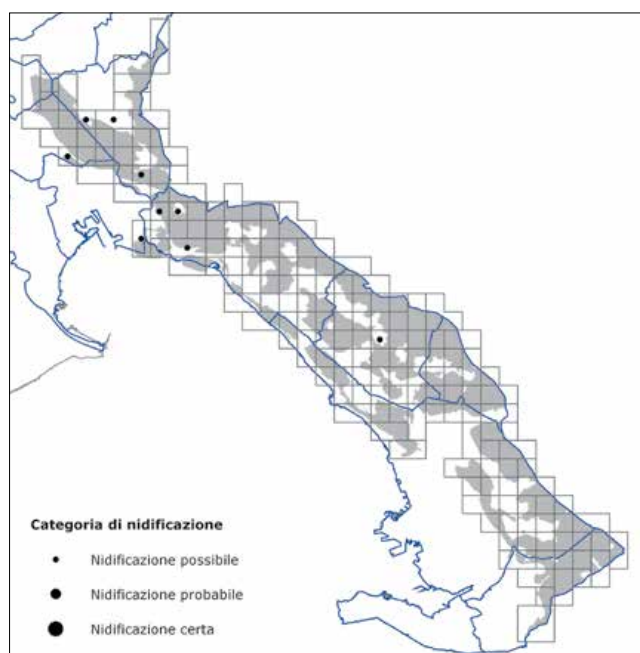 Categoria di nidificazione
Nidificazione possibile
Nidificazione probabile
Nidificazione certa